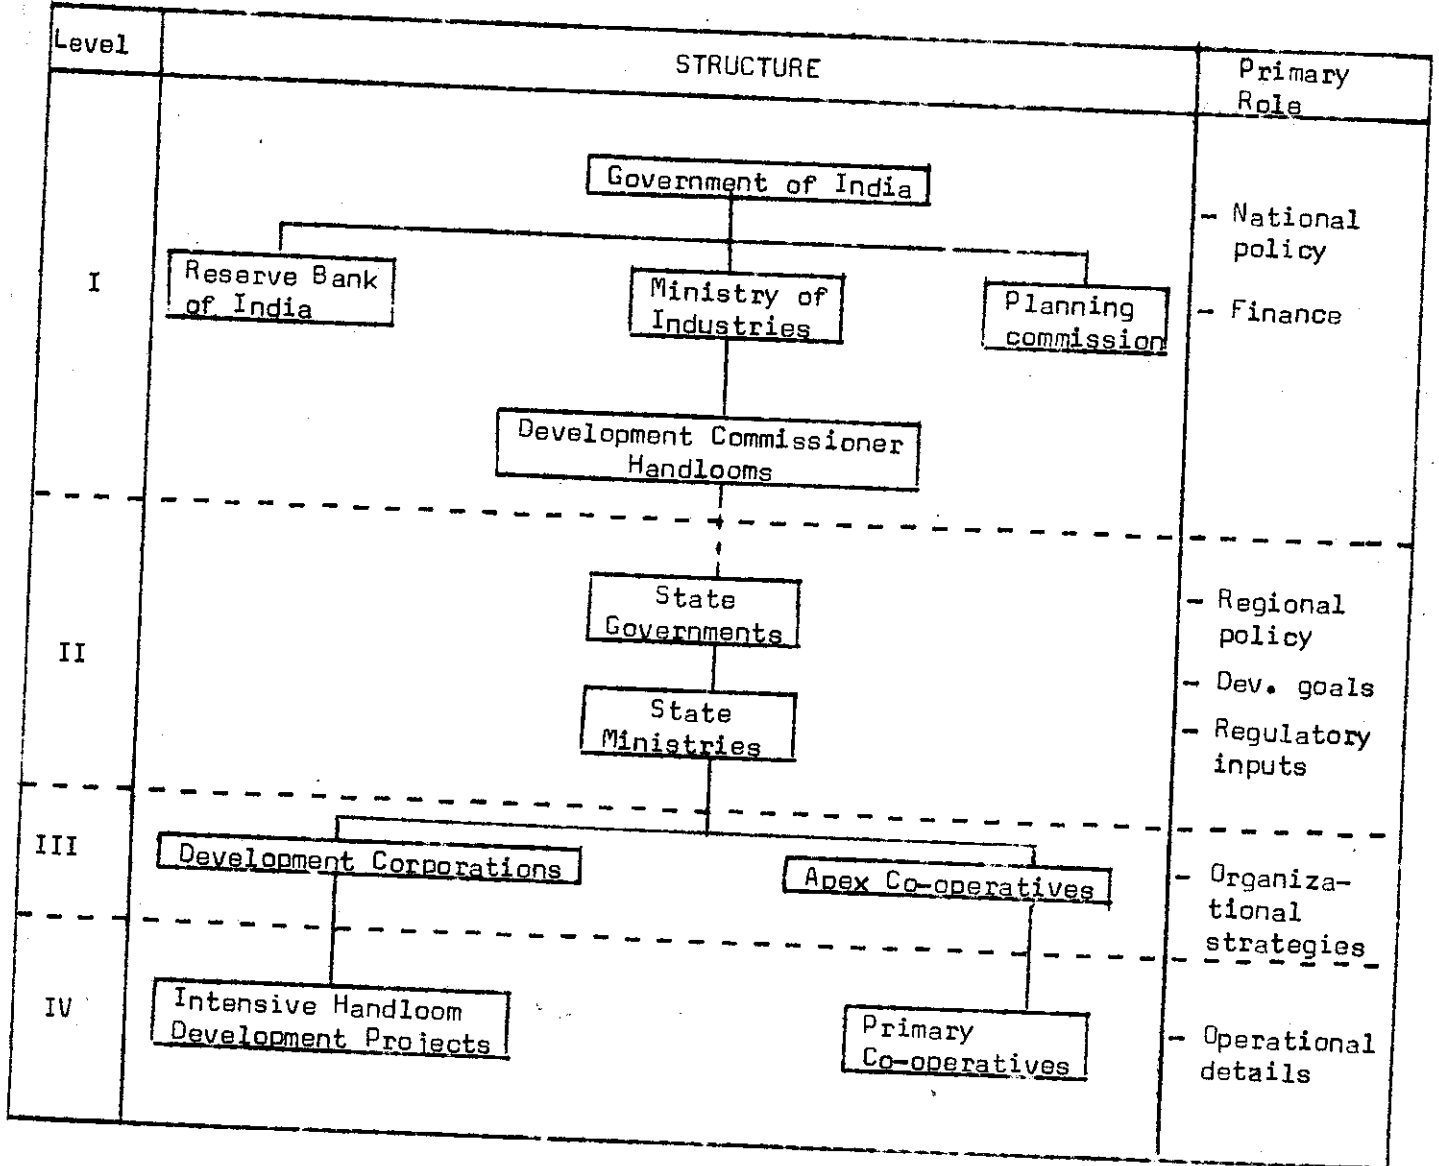 Level
STRUCTURE
Primary
Role
Government of India
- National
policy
Reserve Bank
of India
I
Ministry of
Industries
Planning
commission
- Finance
Development Commissioner
Handlooms
State
Governments
- Regional
policy
II
- Dev. goals
State
Ministries
- Regulatory
inputs
III
Development Corporations
Apex Co-operatives
- Organiza-
tional
strategies
IV
Intensive Handloom
Development Projects
Primary
Co-operatives
- Operational
details